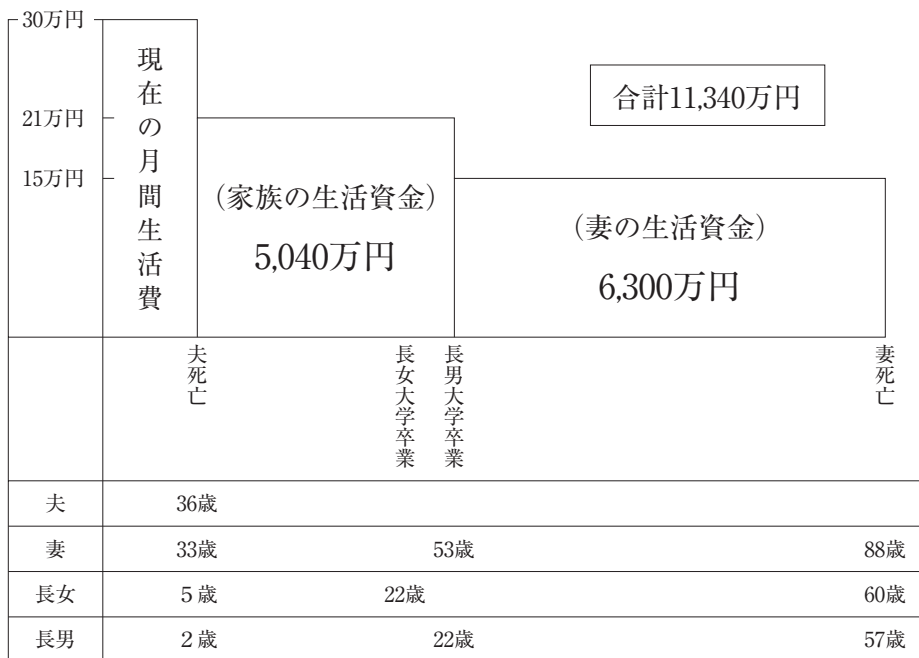 30万円
21万円
15万円
現在の月間生活費
合計11,340万円
（家族の生活資金）
5,040万円
（妻の生活資金）
6,300万円
夫死亡
長女大学卒業
長男大学卒業
妻死亡
夫 36歳
妻 33歳 53歳 88歳
長女 5歳 22歳 60歳
長男 2歳 22歳 57歳